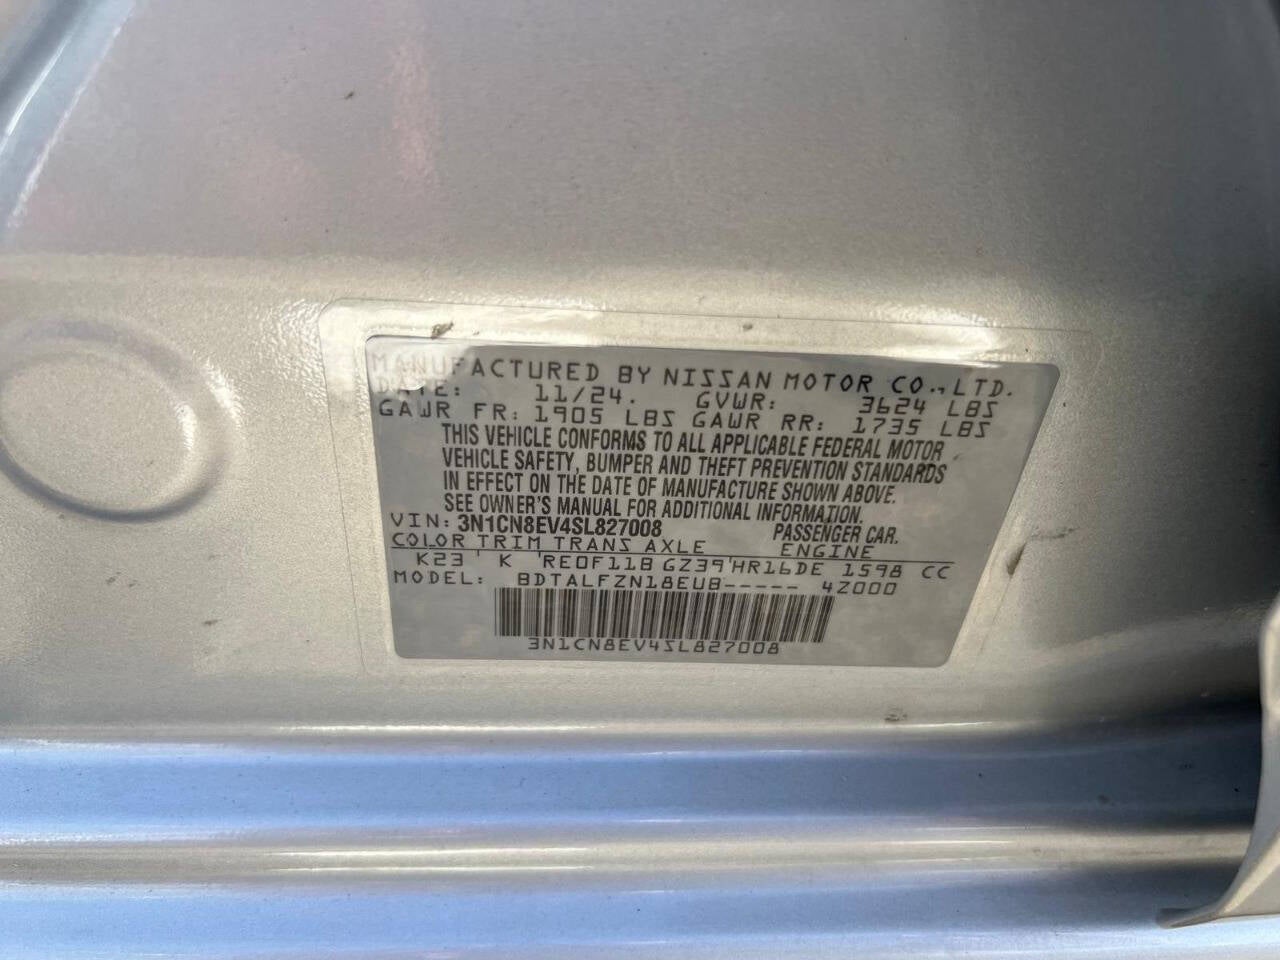 MANUFACTURED BY NISSAN MOTOR CO., LTD.
DATE: 11/24. GVWR: 3624 LBS
GAWR FR: 1905 LBS GAWR RR: 1735 LBS
THIS VEHICLE CONFORMS TO ALL APPLICABLE FEDERAL MOTOR
VEHICLE SAFETY, BUMPER AND THEFT PREVENTION STANDARDS
IN EFFECT ON THE DATE OF MANUFACTURE SHOWN ABOVE.
SEE OWNER'S MANUAL FOR ADDITIONAL INFORMATION.
VIN: 3N1CN8EV4SL827008 PASSENGER CAR.
COLOR TRIM TRANS AXLE ENGINE
K23 ' K 'RE0F11B GZ39'HR16DE 1598 CC
MODEL: BDTALFZN18EUB----- 4Z000
3N1CN8EV4SL827008